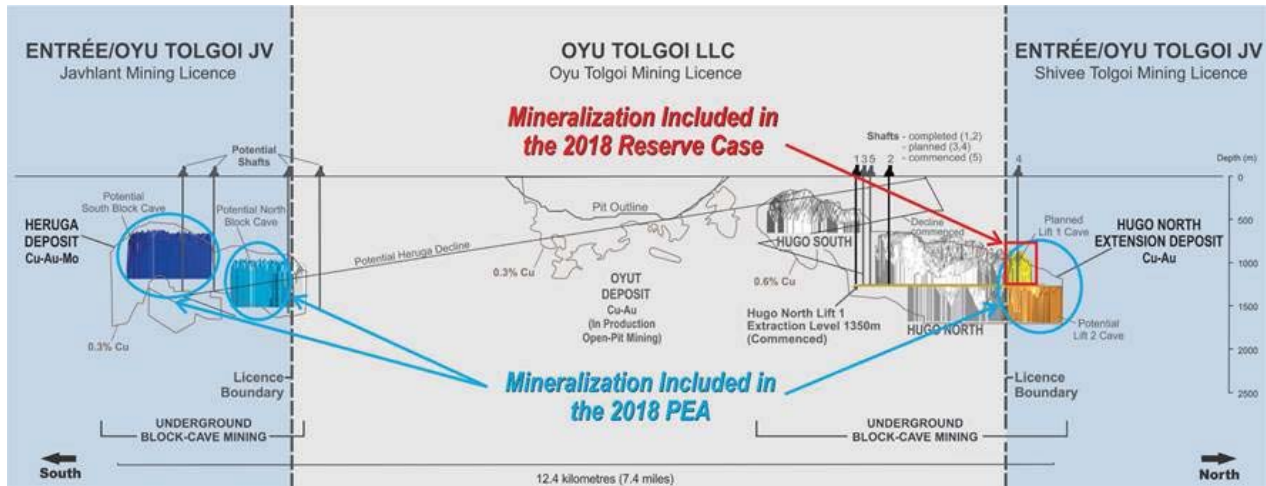 ENTRÉE/OYU TOLGOI JV
Javhlant Mining Licence
OYU TOLGOI LLC
Oyu Tolgoi Mining Licence
ENTRÉE/OYU TOLGOI JV
Shivee Tolgoi Mining Licence
Mineralization Included in
the 2018 Reserve Case
Shafts - completed (1,2)
- planned (3,4)
- commenced (5)
Potential
Shafts
1 3 5 2
4
Depth (m)
0
500
1000
1500
2000
2500
Potential
South Block Cave
Potential North
Block Cave
HERUGA
DEPOSIT
Cu-Au-Mo
0.3% Cu
Potential Heruga Decline
Pit Outline
0.3% Cu
OYUT
DEPOSIT
Cu-Au
(In Production
Open-Pit Mining)
HUGO SOUTH
0.6% Cu
Decline
commenced
Hugo North Lift 1
Extraction Level 1350m
(Commenced)
HUGO NORTH
Planned
Lift 1 Cave
HUGO NORTH
EXTENSION DEPOSIT
Cu-Au
Potential
Lift 2 Cave
Mineralization Included in
the 2018 PEA
Licence
Boundary
Licence
Boundary
UNDERGROUND
BLOCK-CAVE MINING
UNDERGROUND
BLOCK-CAVE MINING
South
12.4 kilometres (7.4 miles)
North